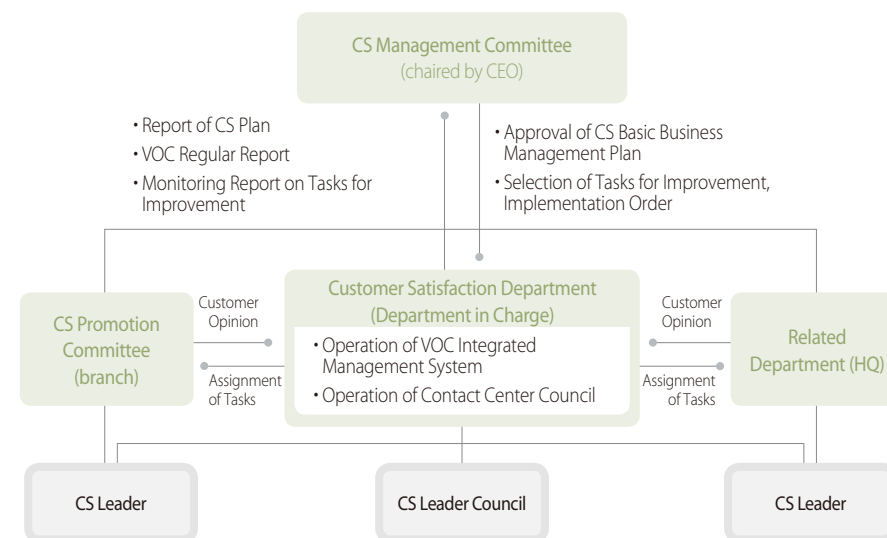 CS Management Committee
(chaired by CEO)
• Report of CS Plan
• VOC Regular Report
• Monitoring Report on Tasks for
Improvement
• Approval of CS Basic Business
Management Plan
• Selection of Tasks for Improvement,
Implementation Order
CS Promotion
Committee
(branch)
Customer
Opinion
Assignment
of Tasks
Customer Satisfaction Department
(Department in Charge)
• Operation of VOC Integrated
Management System
• Operation of Contact Center Council
Customer
Opinion
Assignment
of Tasks
Related
Department (HQ)
CS Leader
CS Leader Council
CS Leader